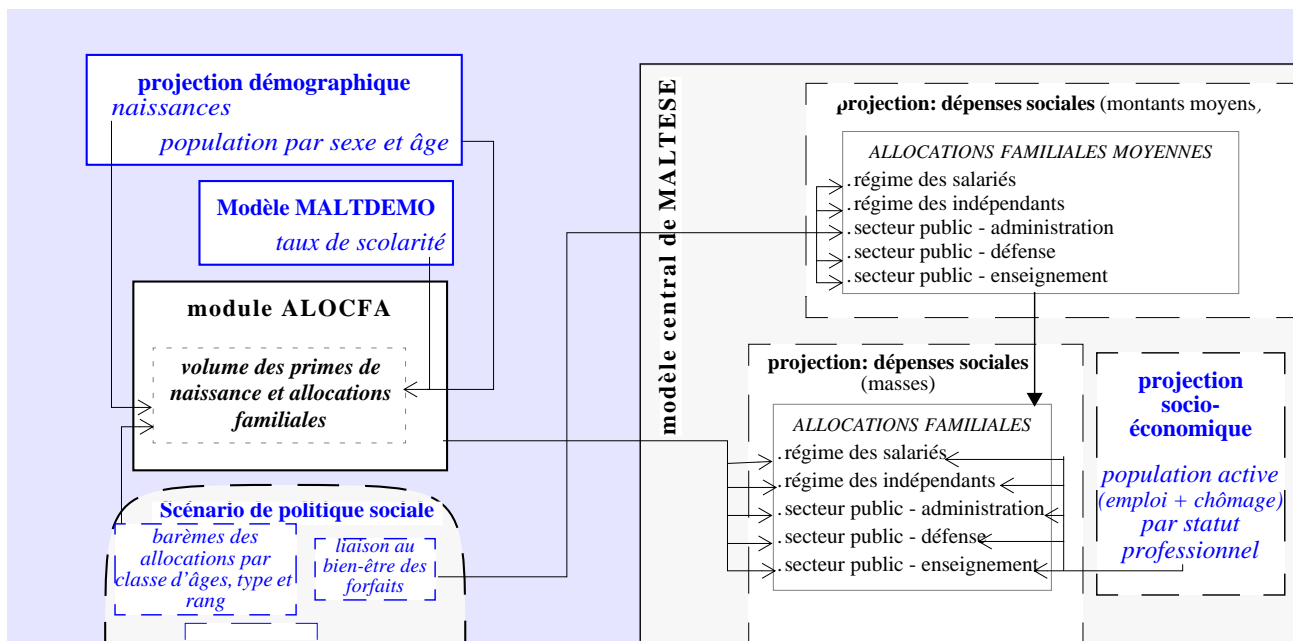 projection démographique
naissances
population par sexe et âge
Modèle MALTDEMO
taux de scolarité
module ALOCFA
volume des primes de
naissance et allocations
familiales
Scénario de politique sociale
barèmes des
allocations par
classe d'âges, type et
rang
liaison au
bien-être des
forfaits
modèle central de MALTESE
projection: dépenses sociales (montants moyens)
ALLOCATIONS FAMILIALES MOYENNES
. régime des salariés
. régime des indépendants
. secteur public - administration
. secteur public - défense
. secteur public - enseignement
projection: dépenses sociales
(masses)
ALLOCATIONS FAMILIALES
. régime des salariés
. régime des indépendants
. secteur public - administration
. secteur public - défense
. secteur public - enseignement
projection
socio-
économique
population active
(emploi + chômage)
par statut
professionnel